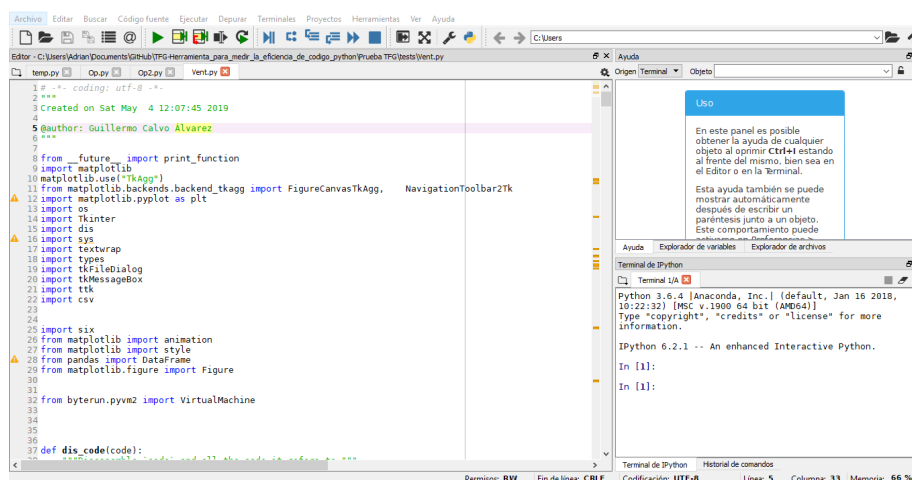 Archivo Editar Buscar Código fuente Ejecutar Depurar Terminales Proyectos Herramientas Ver Ayuda
C:\Users
Editor - C:\Users\Adrian\Documents\GitHub\TFG-Herramienta_para_medir_la_eficiencia_de_codigo_python\Prueba TFG\tests\Vent.py
temp.py Op.py Op2.py Vent.py
1 # -*- coding: utf-8 -*-
2 """
3 Created on Sat May  4 12:07:45 2019
4
5 @author: Guillermo Calvo Álvarez
6 """
7
8 from __future__ import print_function
9 import matplotlib
10 matplotlib.use("TkAgg")
11 from matplotlib.backends.backend_tkagg import FigureCanvasTkAgg,    NavigationToolbar2Tk
12 import matplotlib.pyplot as plt
13 import os
14 import Tkinter
15 import dis
16 import sys
17 import textwrap
18 import types
19 import tkFileDialog
20 import tkMessageBox
21 import ttk
22 import csv
23
24
25 import six
26 from matplotlib import animation
27 from matplotlib import style
28 from pandas import DataFrame
29 from matplotlib.figure import Figure
30
31
32 from byterun.pyvm2 import VirtualMachine
33
34
35
36
37 def dis_code(code):
Ayuda
Origen Terminal Objeto
Uso
En este panel es posible
obtener la ayuda de cualquier
objeto al oprimir Ctrl+I estando
al frente del mismo, bien sea en
el Editor o en la Terminal.
Esta ayuda también se puede
mostrar automáticamente
después de escribir un
paréntesis junto a un objeto.
Este comportamiento puede
Ayuda Explorador de variables Explorador de archivos
Terminal de IPython
Terminal 1/A
Python 3.6.4 |Anaconda, Inc.| (default, Jan 16 2018,
10:22:32) [MSC v.1900 64 bit (AMD64)]
Type "copyright", "credits" or "license" for more
information.
IPython 6.2.1 -- An enhanced Interactive Python.
In [1]:
In [1]:
Terminal de IPython Historial de comandos
Permisos: RW Fin de línea: CRLF Codificación: UTF-8 Línea: 5 Columna: 33 Memoria: 66 %